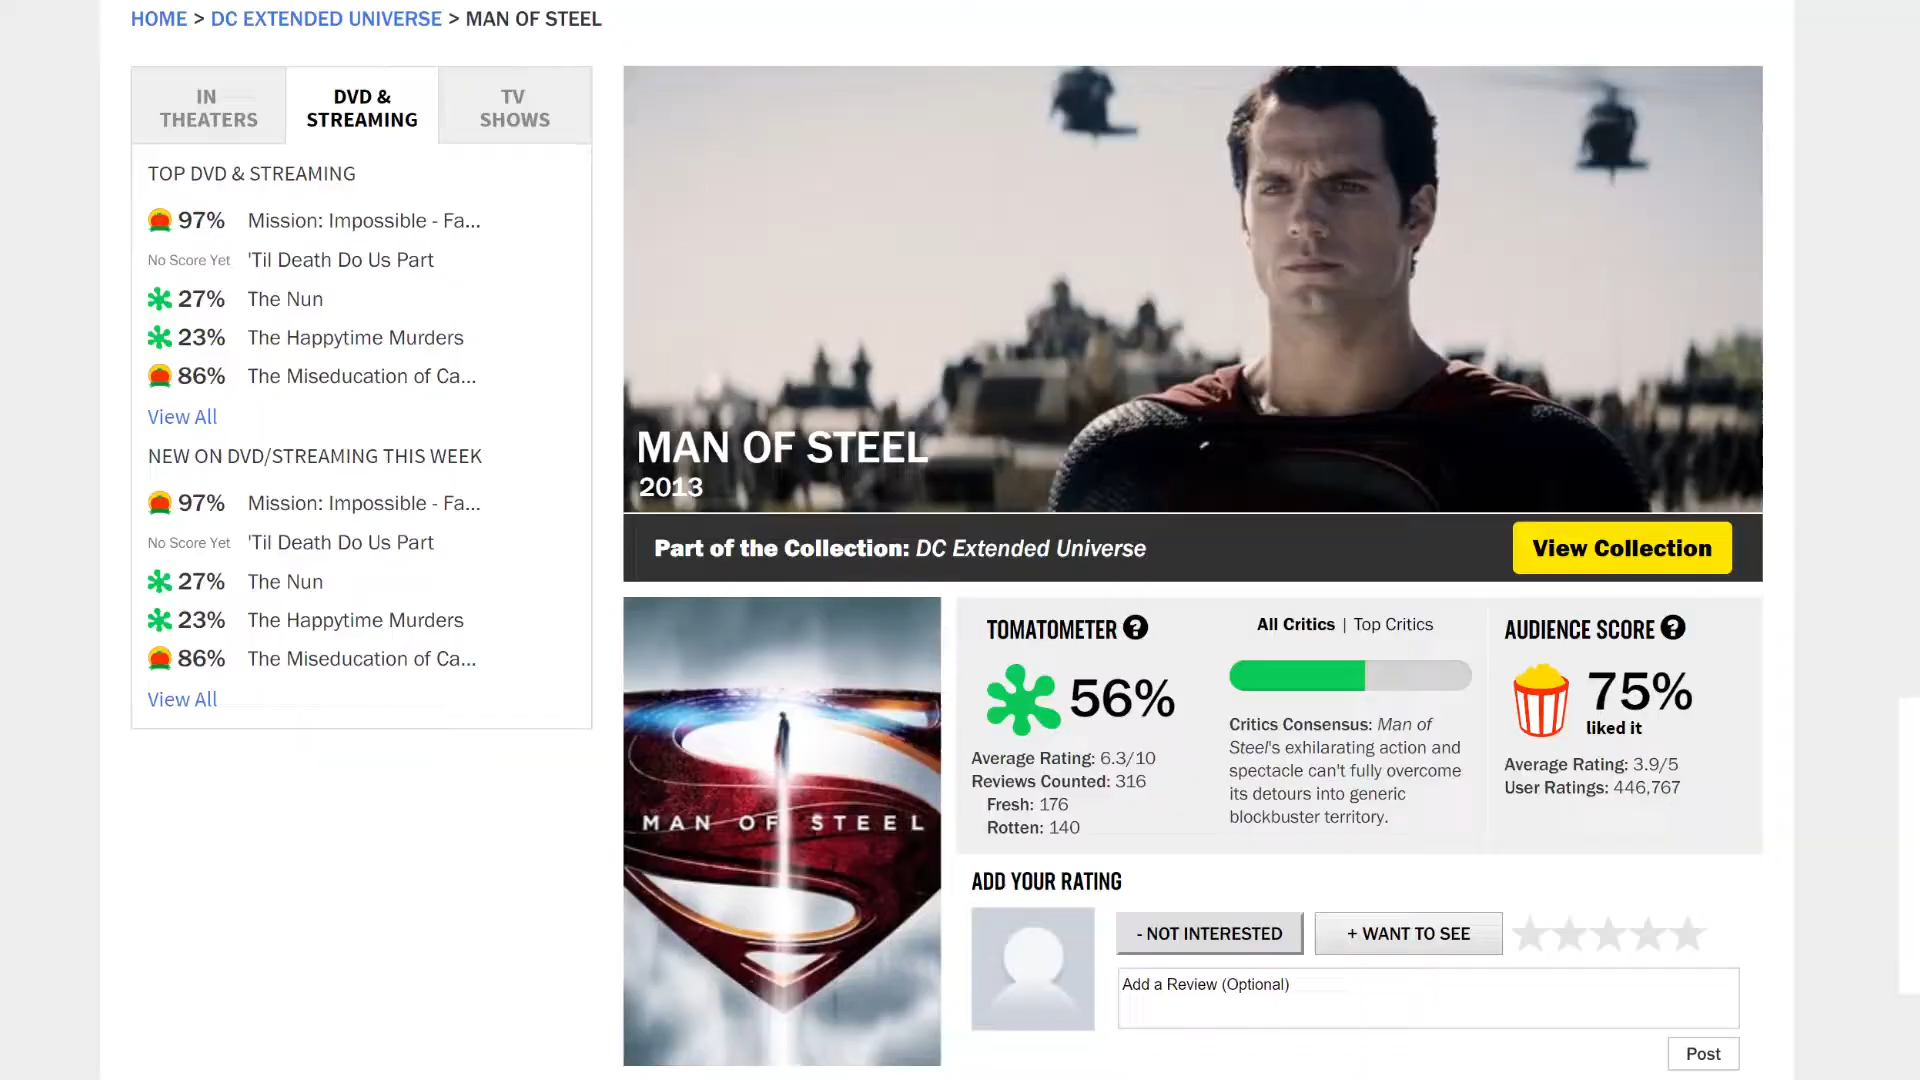 HOME > DC EXTENDED UNIVERSE > MAN OF STEEL
IN
THEATERS
DVD &
STREAMING
TV
SHOWS
TOP DVD & STREAMING
97% Mission: Impossible - Fa...
No Score Yet 'Til Death Do Us Part
27% The Nun
23% The Happytime Murders
86% The Miseducation of Ca...
View All
NEW ON DVD/STREAMING THIS WEEK
97% Mission: Impossible - Fa...
No Score Yet 'Til Death Do Us Part
27% The Nun
23% The Happytime Murders
86% The Miseducation of Ca...
View All
MAN OF STEEL
2013
Part of the Collection: DC Extended Universe
View Collection
MAN OF STEEL
TOMATOMETER ?
56%
Average Rating: 6.3/10
Reviews Counted: 316
Fresh: 176
Rotten: 140
All Critics | Top Critics
Critics Consensus: Man of
Steel's exhilarating action and
spectacle can't fully overcome
its detours into generic
blockbuster territory.
AUDIENCE SCORE ?
75%
liked it
Average Rating: 3.9/5
User Ratings: 446,767
ADD YOUR RATING
- NOT INTERESTED
+ WANT TO SEE
Add a Review (Optional)
Post